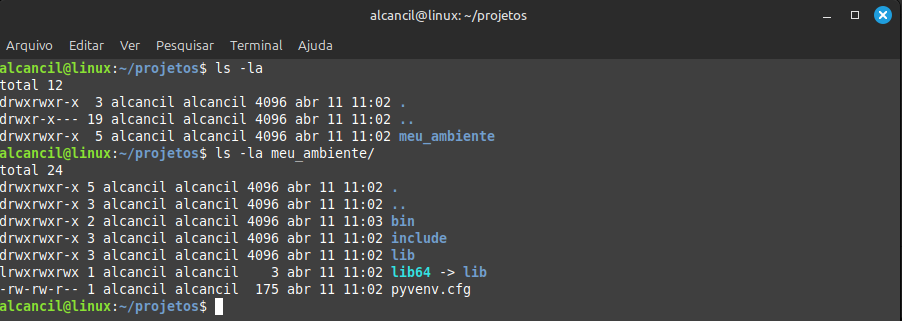 alcancil@linux: ~/projetos
Arquivo Editar Ver Pesquisar Terminal Ajuda
alcancil@linux:~/projetos$ ls -la
total 12
drwxrwxr-x  3 alcancil alcancil 4096 abr 11 11:02 .
drwxr-x--- 19 alcancil alcancil 4096 abr 11 11:02 ..
drwxrwxr-x  5 alcancil alcancil 4096 abr 11 11:02 meu_ambiente
alcancil@linux:~/projetos$ ls -la meu_ambiente/
total 24
drwxrwxr-x 5 alcancil alcancil 4096 abr 11 11:02 .
drwxrwxr-x 3 alcancil alcancil 4096 abr 11 11:02 ..
drwxrwxr-x 2 alcancil alcancil 4096 abr 11 11:03 bin
drwxrwxr-x 3 alcancil alcancil 4096 abr 11 11:02 include
drwxrwxr-x 3 alcancil alcancil 4096 abr 11 11:02 lib
lrwxrwxrwx 1 alcancil alcancil    3 abr 11 11:02 lib64 -> lib
-rw-rw-r-- 1 alcancil alcancil  175 abr 11 11:02 pyvenv.cfg
alcancil@linux:~/projetos$